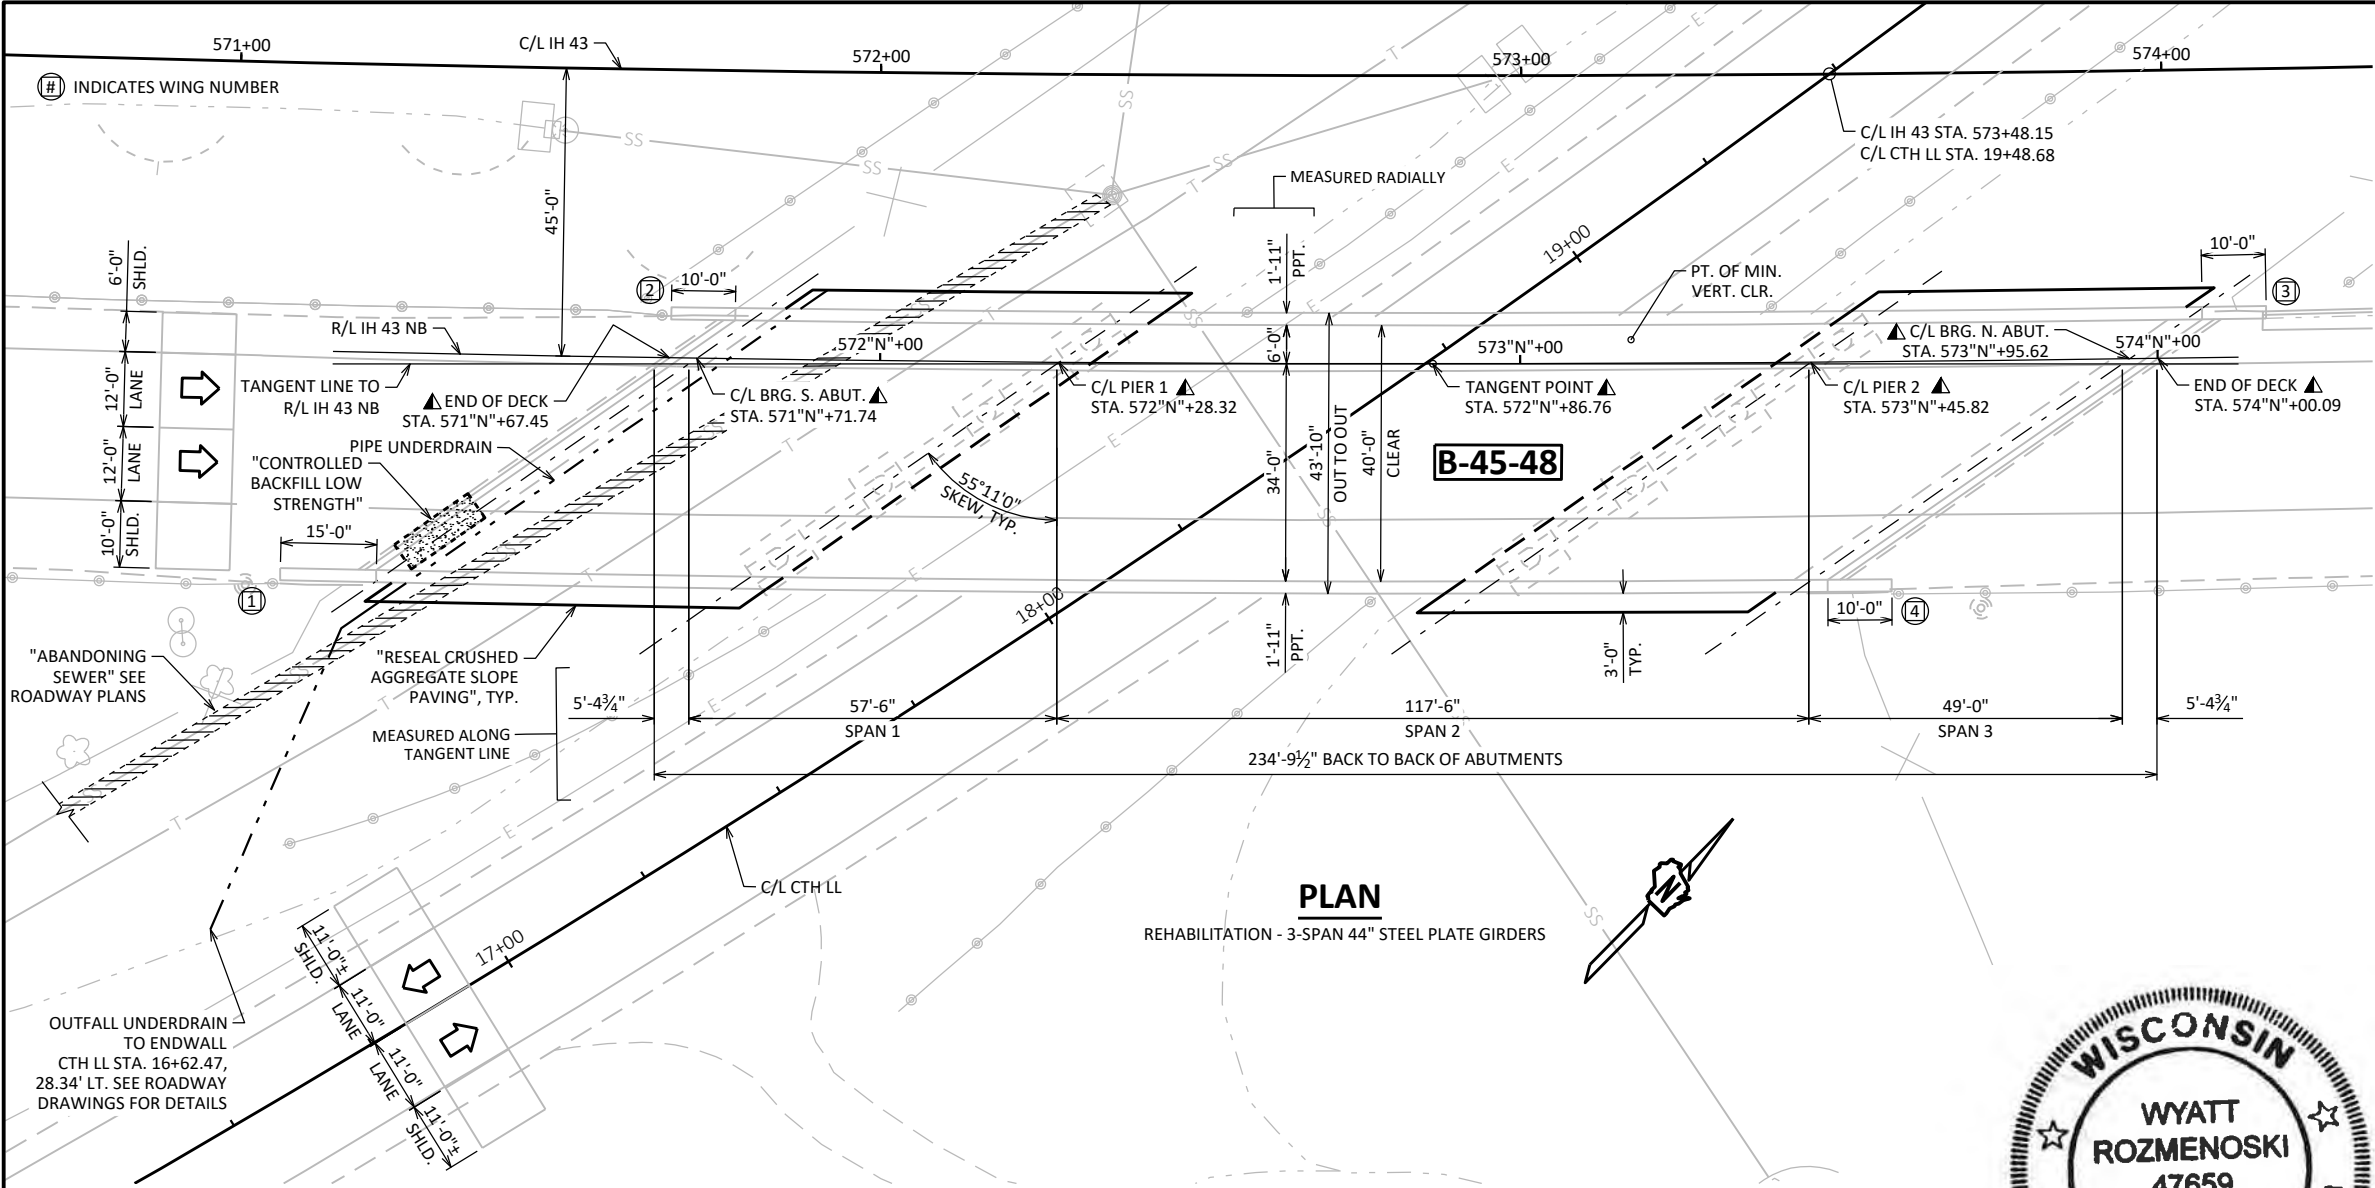 571+00
C/L IH 43
572+00
573+00
574+00
# INDICATES WING NUMBER
C/L IH 43 STA. 573+48.15
C/L CTH LL STA. 19+48.68
MEASURED RADIALLY
45'-0"
6'-0"
SHLD.
12'-0"
LANE
12'-0"
LANE
10'-0"
SHLD.
2
10'-0"
1'-11"
PPT.
19+00
PT. OF MIN.
VERT. CLR.
10'-0"
3
R/L IH 43 NB
TANGENT LINE TO
R/L IH 43 NB
END OF DECK
STA. 571"N"+67.45
C/L BRG. S. ABUT.
STA. 571"N"+71.74
572"N"+00
C/L PIER 1
STA. 572"N"+28.32
6'-0"
34'-0"
43'-10"
OUT TO OUT
40'-0"
CLEAR
573"N"+00
TANGENT POINT
STA. 572"N"+86.76
C/L PIER 2
STA. 573"N"+45.82
C/L BRG. N. ABUT.
STA. 573"N"+95.62
574"N"+00
END OF DECK
STA. 574"N"+00.09
B-45-48
PIPE UNDERDRAIN
"CONTROLLED
BACKFILL LOW
STRENGTH"
15'-0"
1
55°11'0"
SKEW, TYP.
18+00
1'-11"
PPT.
3'-0"
TYP.
10'-0"
4
"ABANDONING
SEWER" SEE
ROADWAY PLANS
"RESEAL CRUSHED
AGGREGATE SLOPE
PAVING", TYP.
MEASURED ALONG
TANGENT LINE
5'-4¾"
57'-6"
SPAN 1
117'-6"
SPAN 2
49'-0"
SPAN 3
5'-4¾"
234'-9½" BACK TO BACK OF ABUTMENTS
C/L CTH LL
17+00
11'-0"±
SHLD.
11'-0"
LANE
11'-0"
LANE
11'-0"±
SHLD.
OUTFALL UNDERDRAIN
TO ENDWALL
CTH LL STA. 16+62.47,
28.34' LT. SEE ROADWAY
DRAWINGS FOR DETAILS
PLAN
REHABILITATION - 3-SPAN 44" STEEL PLATE GIRDERS
N
WISCONSIN
WYATT
ROZMENOSKI
47659
SS
SS
SS
SS
SS
SS
SS
SS
T
T
T
T
T
T
E
E
E
E
E
E